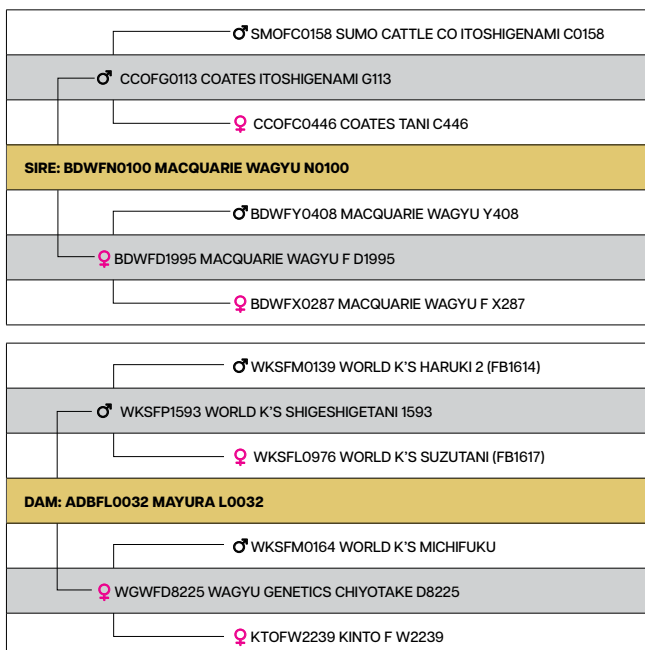 SMOFC0158 SUMO CATTLE CO ITOSHIGENAMI C0158
CCOFG0113 COATES ITOSHIGENAMI G113
CCOFC0446 COATES TANI C446
SIRE: BDWFN0100 MACQUARIE WAGYU N0100
BDWFY0408 MACQUARIE WAGYU Y408
BDWFD1995 MACQUARIE WAGYU F D1995
BDWFX0287 MACQUARIE WAGYU F X287
WKSFM0139 WORLD K'S HARUKI 2 (FB1614)
WKSFP1593 WORLD K'S SHIGESHIGETANI 1593
WKSFL0976 WORLD K'S SUZUTANI (FB1617)
DAM: ADBFL0032 MAYURA L0032
WKSFM0164 WORLD K'S MICHIFUKU
WGWFD8225 WAGYU GENETICS CHIYOTAKE D8225
KTOFW2239 KINTO F W2239